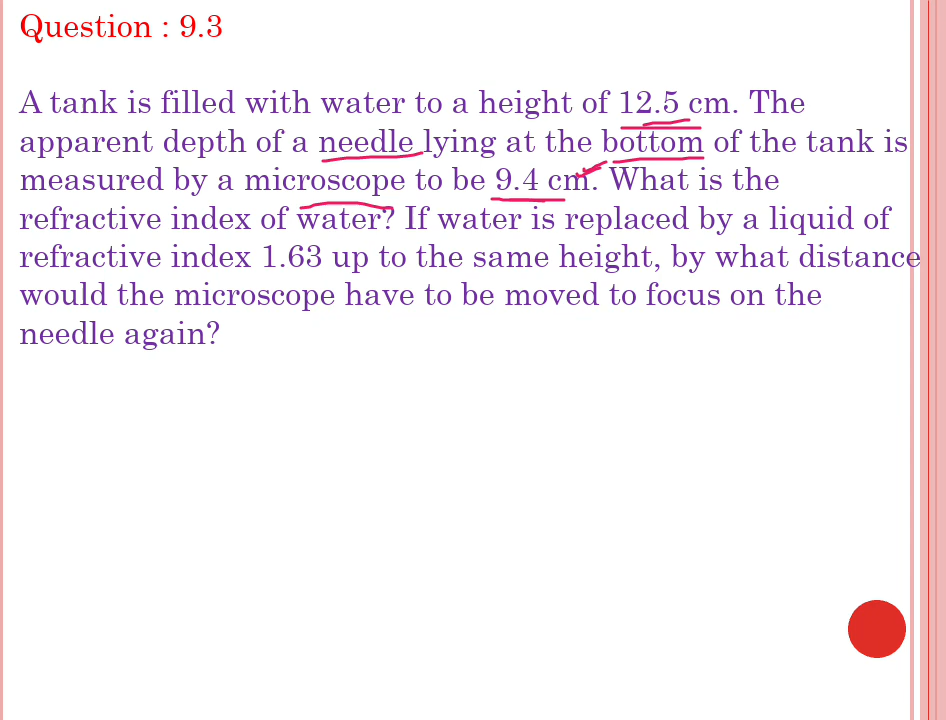 Question : 9.3
A tank is filled with water to a height of 12.5 cm. The
apparent depth of a needle lying at the bottom of the tank is
measured by a microscope to be 9.4 cm. What is the
refractive index of water? If water is replaced by a liquid of
refractive index 1.63 up to the same height, by what distance
would the microscope have to be moved to focus on the
needle again?